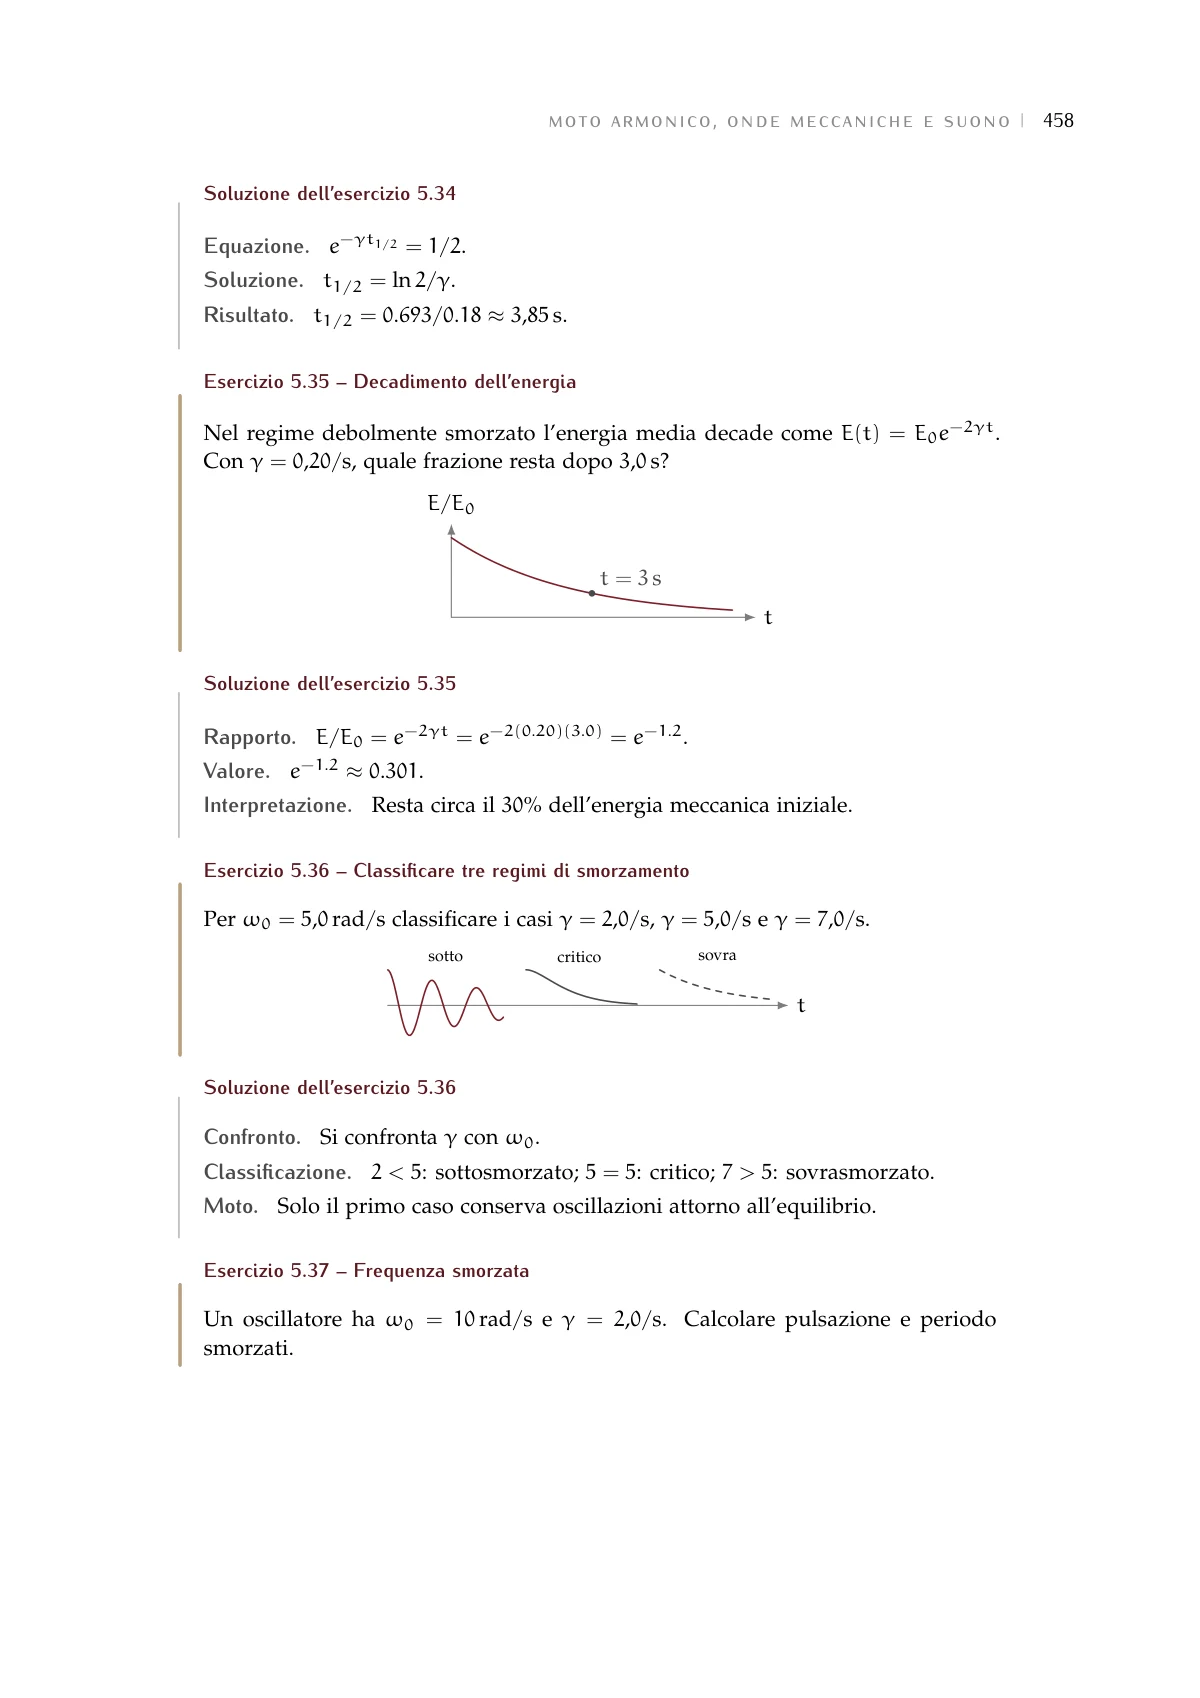 MOTO ARMONICO, ONDE MECCANICHE E SUONO | 458
Soluzione dell'esercizio 5.34
Equazione. e^{−γt_{1/2}} = 1/2.
Soluzione. t_{1/2} = ln 2/γ.
Risultato. t_{1/2} = 0.693/0.18 ≈ 3,85 s.
Esercizio 5.35 – Decadimento dell'energia
Nel regime debolmente smorzato l'energia media decade come E(t) = E₀e^{−2γt}.
Con γ = 0,20/s, quale frazione resta dopo 3,0 s?
E/E₀
t = 3 s
t
Soluzione dell'esercizio 5.35
Rapporto. E/E₀ = e^{−2γt} = e^{−2(0.20)(3.0)} = e^{−1.2}.
Valore. e^{−1.2} ≈ 0.301.
Interpretazione. Resta circa il 30% dell'energia meccanica iniziale.
Esercizio 5.36 – Classificare tre regimi di smorzamento
Per ω₀ = 5,0 rad/s classificare i casi γ = 2,0/s, γ = 5,0/s e γ = 7,0/s.
sotto critico sovra
t
Soluzione dell'esercizio 5.36
Confronto. Si confronta γ con ω₀.
Classificazione. 2 < 5: sottosmorzato; 5 = 5: critico; 7 > 5: sovrasmorzato.
Moto. Solo il primo caso conserva oscillazioni attorno all'equilibrio.
Esercizio 5.37 – Frequenza smorzata
Un oscillatore ha ω₀ = 10 rad/s e γ = 2,0/s. Calcolare pulsazione e periodo
smorzati.